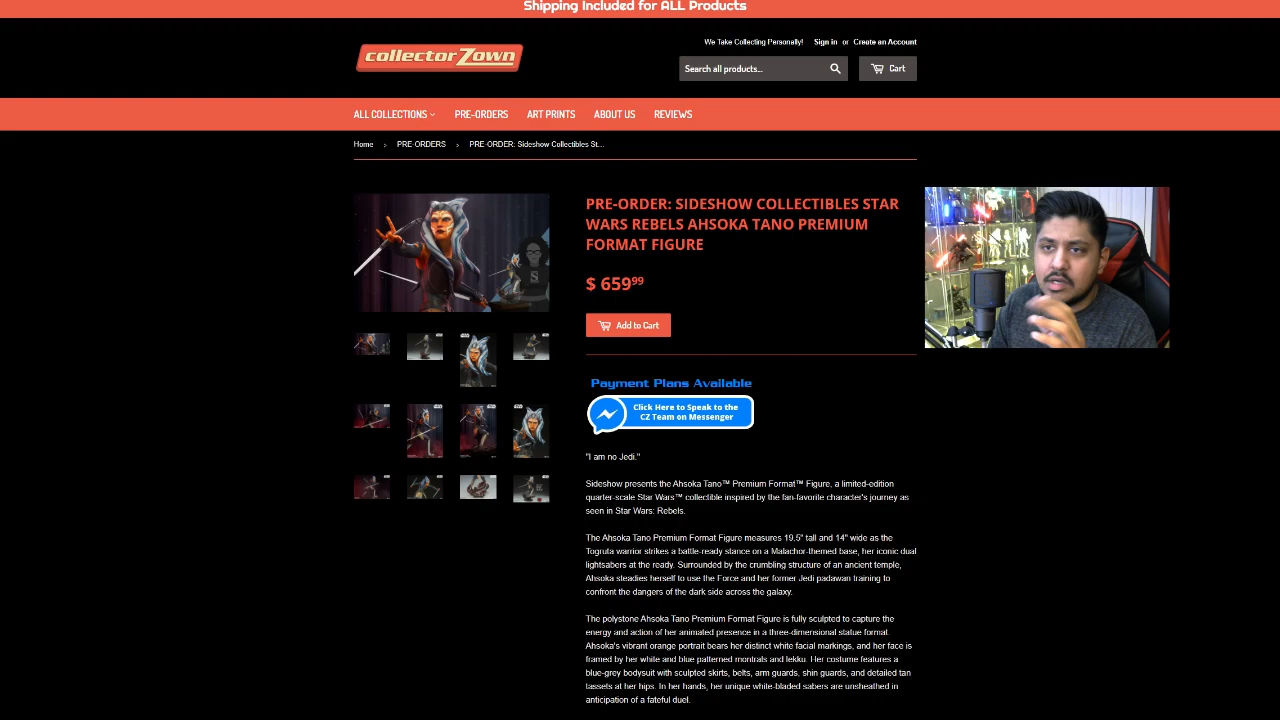 Shipping Included for ALL Products
We Take Collecting Personally! Sign in or Create an Account
collectorZown
Search all products...
Cart
ALL COLLECTIONS PRE-ORDERS ART PRINTS ABOUT US REVIEWS
Home › PRE-ORDERS › PRE-ORDER: Sideshow Collectibles St...
PRE-ORDER: SIDESHOW COLLECTIBLES STAR
WARS REBELS AHSOKA TANO PREMIUM
FORMAT FIGURE
$ 659⁹⁹
Add to Cart
Payment Plans Available
Click Here to Speak to the
CZ Team on Messenger
"I am no Jedi."
Sideshow presents the Ahsoka Tano™ Premium Format™ Figure, a limited-edition
quarter-scale Star Wars™ collectible inspired by the fan-favorite character's journey as
seen in Star Wars: Rebels.
The Ahsoka Tano Premium Format Figure measures 19.5" tall and 14" wide as the
Togruta warrior strikes a battle-ready stance on a Malachor-themed base, her iconic dual
lightsabers at the ready. Surrounded by the crumbling structure of an ancient temple,
Ahsoka steadies herself to use the Force and her former Jedi padawan training to
confront the dangers of the dark side across the galaxy.
The polystone Ahsoka Tano Premium Format Figure is fully sculpted to capture the
energy and action of her animated presence in a three-dimensional statue format.
Ahsoka's vibrant orange portrait bears her distinct white facial markings, and her face is
framed by her white and blue patterned montrals and lekku. Her costume features a
blue-grey bodysuit with sculpted skirts, belts, arm guards, shin guards, and detailed tan
tassets at her hips. In her hands, her unique white-bladed sabers are unsheathed in
anticipation of a fateful duel.